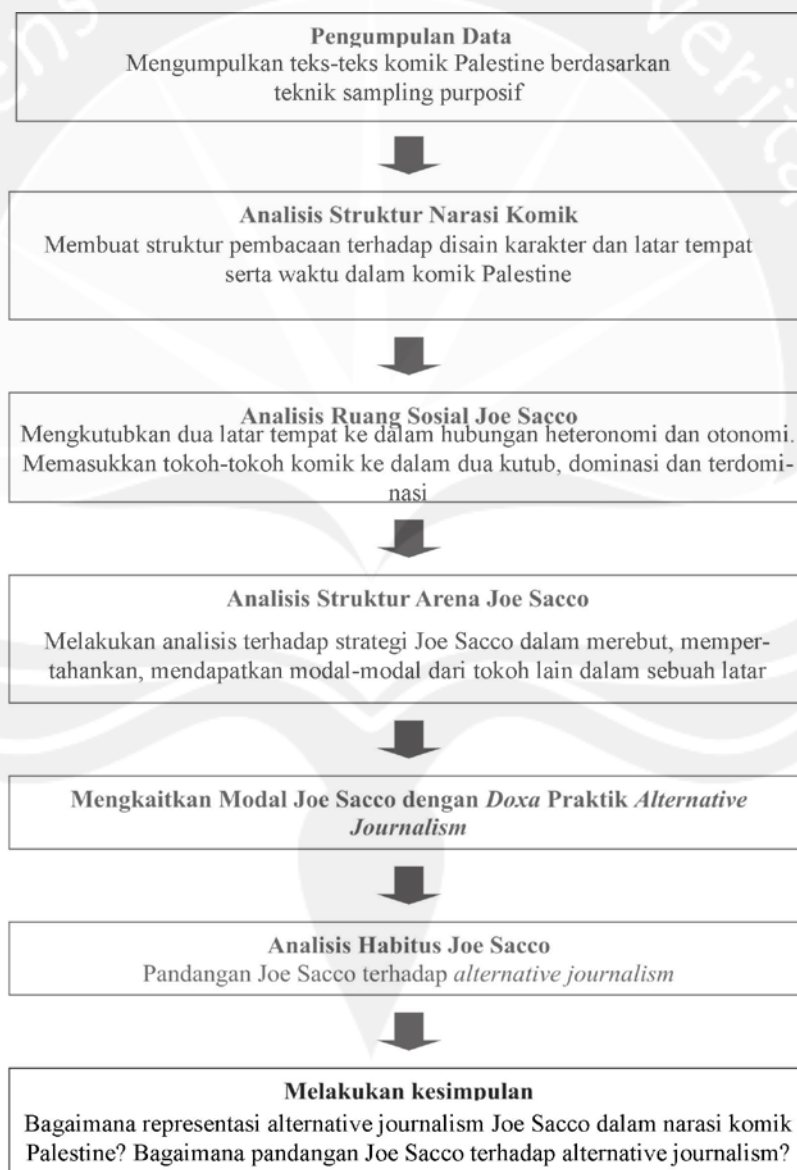 ens
verita
Pengumpulan Data
Mengumpulkan teks-teks komik Palestine berdasarkan
teknik sampling purposif
Analisis Struktur Narasi Komik
Membuat struktur pembacaan terhadap disain karakter dan latar tempat
serta waktu dalam komik Palestine
Analisis Ruang Sosial Joe Sacco
Mengkutubkan dua latar tempat ke dalam hubungan heteronomi dan otonomi.
Memasukkan tokoh-tokoh komik ke dalam dua kutub, dominasi dan terdomi-
nasi
Analisis Struktur Arena Joe Sacco
Melakukan analisis terhadap strategi Joe Sacco dalam merebut, memper-
tahankan, mendapatkan modal-modal dari tokoh lain dalam sebuah latar
Mengkaitkan Modal Joe Sacco dengan Doxa Praktik Alternative
Journalism
Analisis Habitus Joe Sacco
Pandangan Joe Sacco terhadap alternative journalism
Melakukan kesimpulan
Bagaimana representasi alternative journalism Joe Sacco dalam narasi komik
Palestine? Bagaimana pandangan Joe Sacco terhadap alternative journalism?